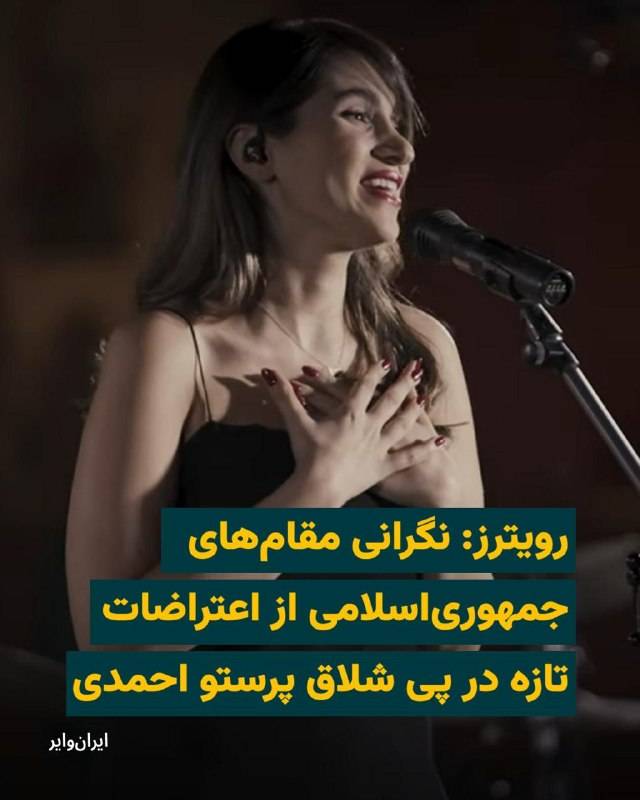 رویترز: نگرانی مقام‌های
جمهوری‌اسلامی از اعتراضات
تازه در پی شلاق پرستو احمدی
ایران‌وایر